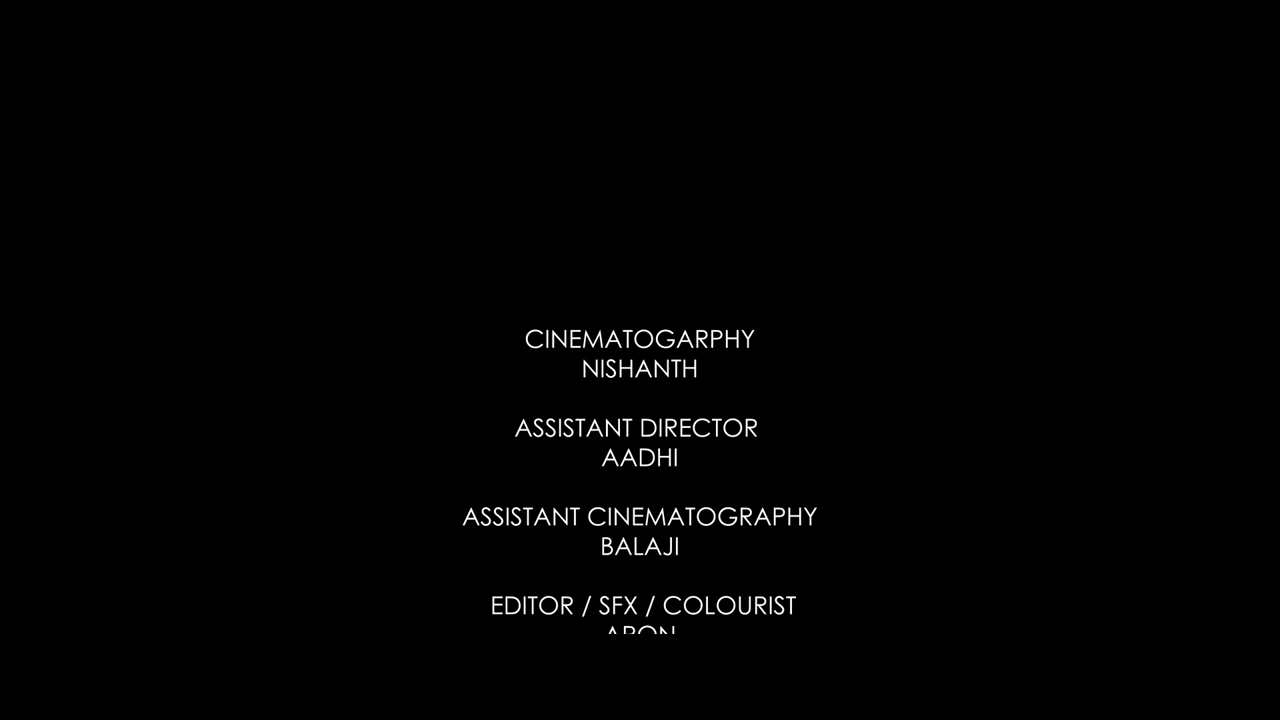 CINEMATOGARPHY
NISHANTH
ASSISTANT DIRECTOR
AADHI
ASSISTANT CINEMATOGRAPHY
BALAJI
EDITOR / SFX / COLOURIST